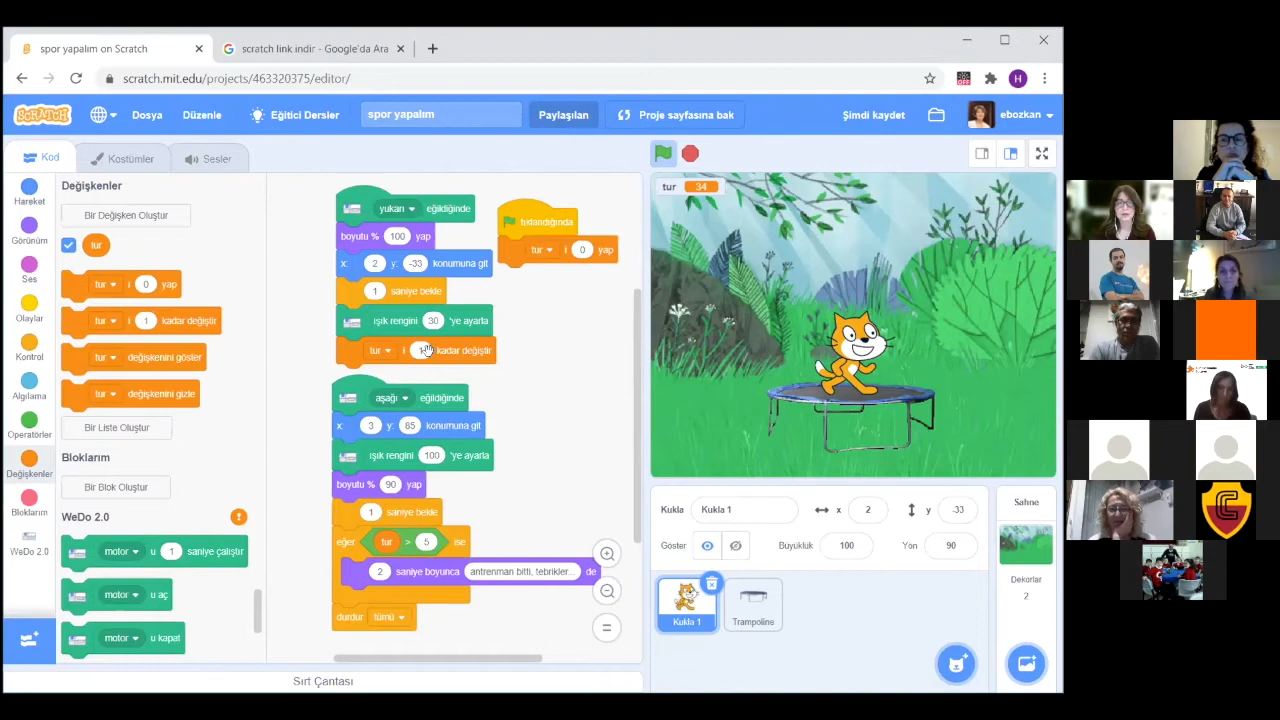 spor yapalım on Scratch
scratch link indir - Google'da Ara
scratch.mit.edu/projects/463320375/editor/
OFF
H
SCRATCH
Dosya
Düzenle
Eğitici Dersler
spor yapalım
Paylaşılan
Proje sayfasına bak
Şimdi kaydet
ebozkan
Kod
Kostümler
Sesler
Hareket
Görünüm
Ses
Olaylar
Kontrol
Algılama
Operatörler
Değişkenler
Bloklarım
WeDo 2.0
Değişkenler
Bir Değişken Oluştur
tur
tur i 0 yap
tur i 1 kadar değiştir
tur değişkenini göster
tur değişkenini gizle
Bir Liste Oluştur
Bloklarım
Bir Blok Oluştur
WeDo 2.0
motor u 1 saniye çalıştır
motor u aç
motor u kapat
yukarı eğildiğinde
boyutu % 100 yap
x: 2 y: -33 konumuna git
1 saniye bekle
ışık rengini 30 'ye ayarla
tur i kadar değiştir
tıklandığında
tur i 0 yap
aşağı eğildiğinde
x: 3 y: 85 konumuna git
ışık rengini 100 'ye ayarla
boyutu % 90 yap
1 saniye bekle
eğer tur > 5 ise
2 saniye boyunca antrenman bitti, tebrikler... de
durdur tümü
tur 34
Kukla Kukla 1 x 2 y -33
Göster Büyüklük 100 Yön 90
Kukla 1
Trampoline
Sahne
Dekorlar
2
Sırt Çantası